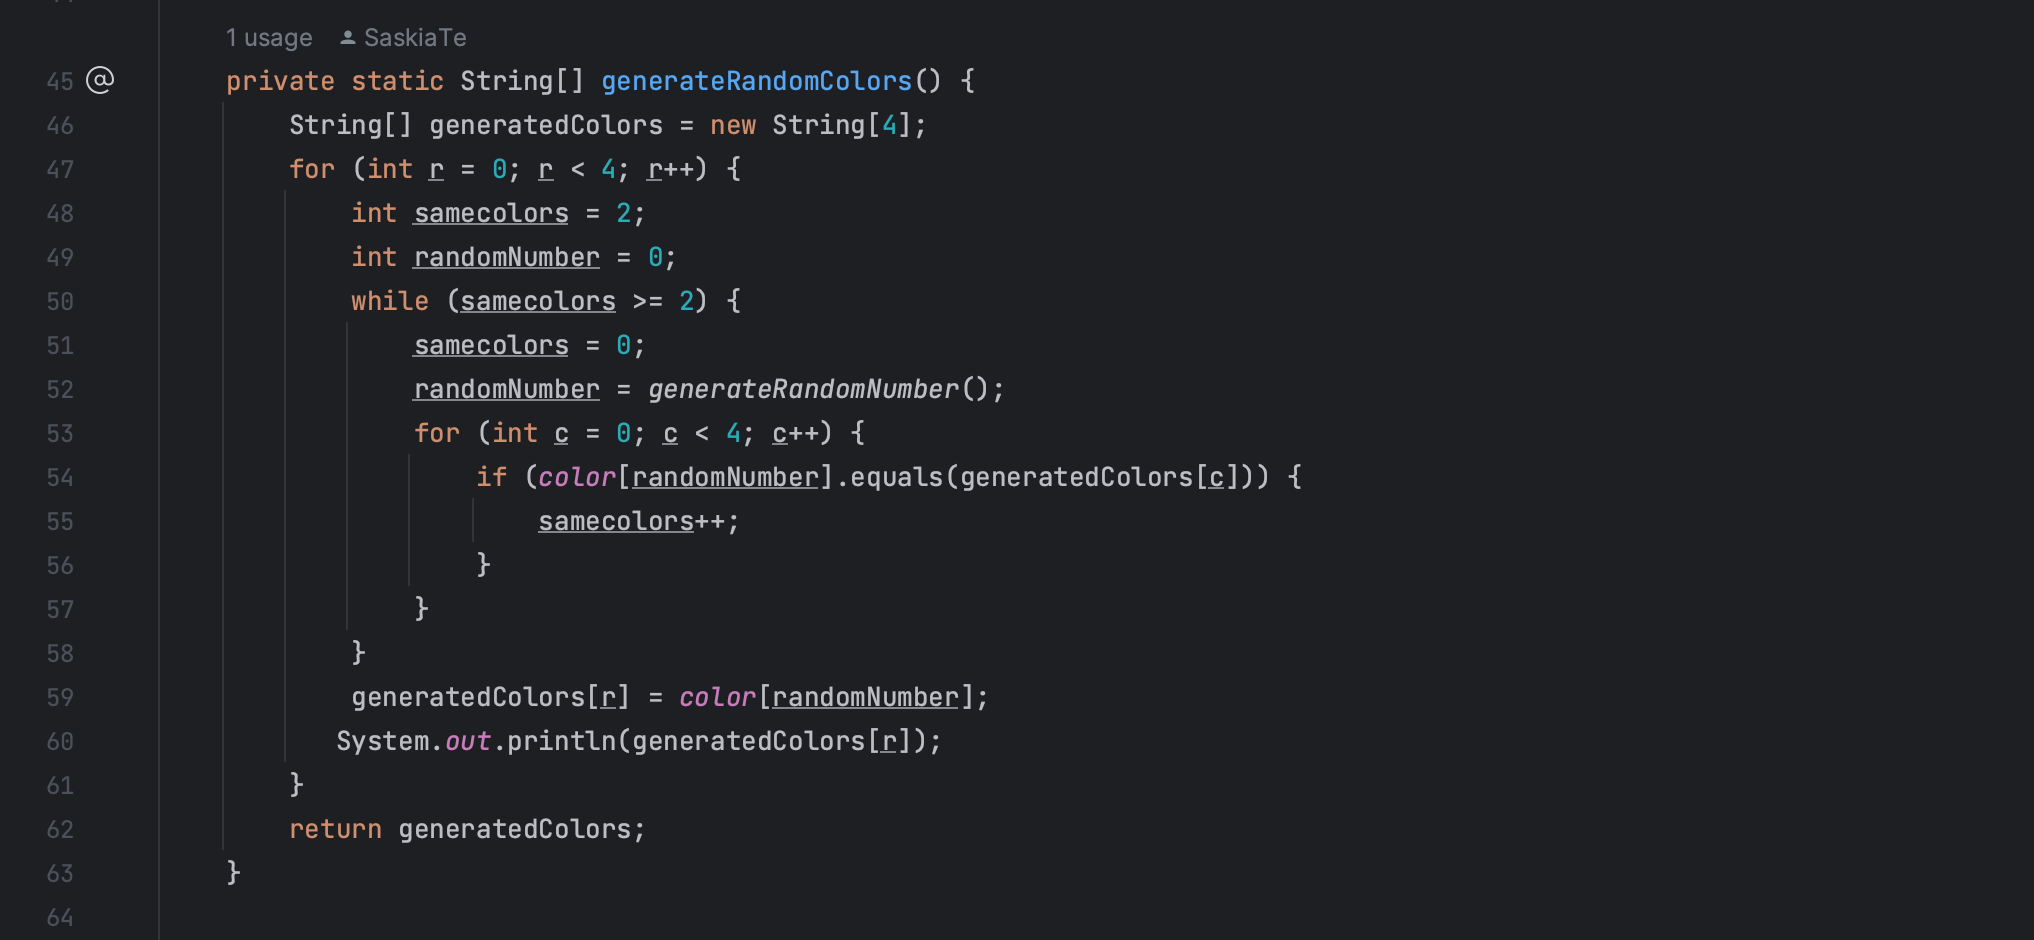 1 usage SaskiaTe
45 @ private static String[] generateRandomColors() {
46 String[] generatedColors = new String[4];
47 for (int r = 0; r < 4; r++) {
48 int samecolors = 2;
49 int randomNumber = 0;
50 while (samecolors >= 2) {
51 samecolors = 0;
52 randomNumber = generateRandomNumber();
53 for (int c = 0; c < 4; c++) {
54 if (color[randomNumber].equals(generatedColors[c])) {
55 samecolors++;
56 }
57 }
58 }
59 generatedColors[r] = color[randomNumber];
60 System.out.println(generatedColors[r]);
61 }
62 return generatedColors;
63 }
64